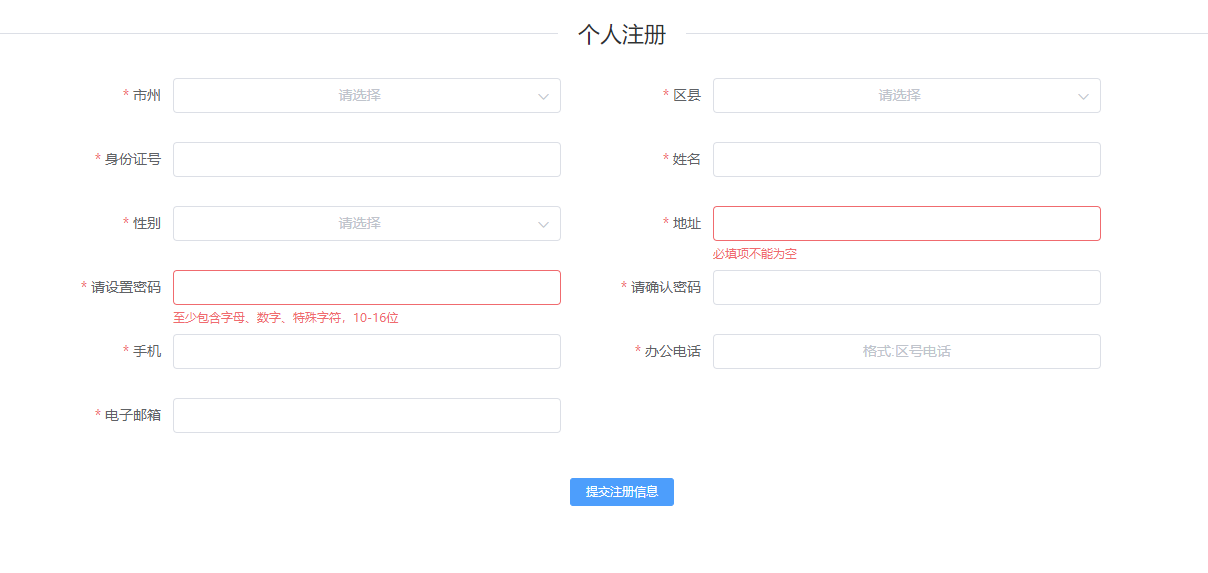 个人注册
* 市州 请选择
* 区县 请选择
* 身份证号
* 姓名
* 性别 请选择
* 地址
必填项不能为空
* 请设置密码
* 请确认密码
至少包含字母、数字、特殊字符，10-16位
* 手机
* 办公电话 格式:区号电话
* 电子邮箱
提交注册信息